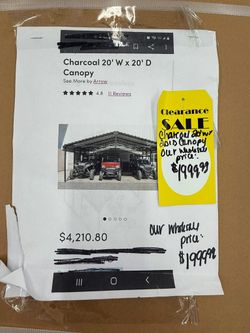 Charcoal 20' W x 20' D
Canopy
See More by Arrow
4.8 11 Reviews
Clearance
SALE
Charcoal 20'W
20'D Canopy
our wholesale
price:
$1999.99
$4,210.80
our wholesale
price:
$1999.99